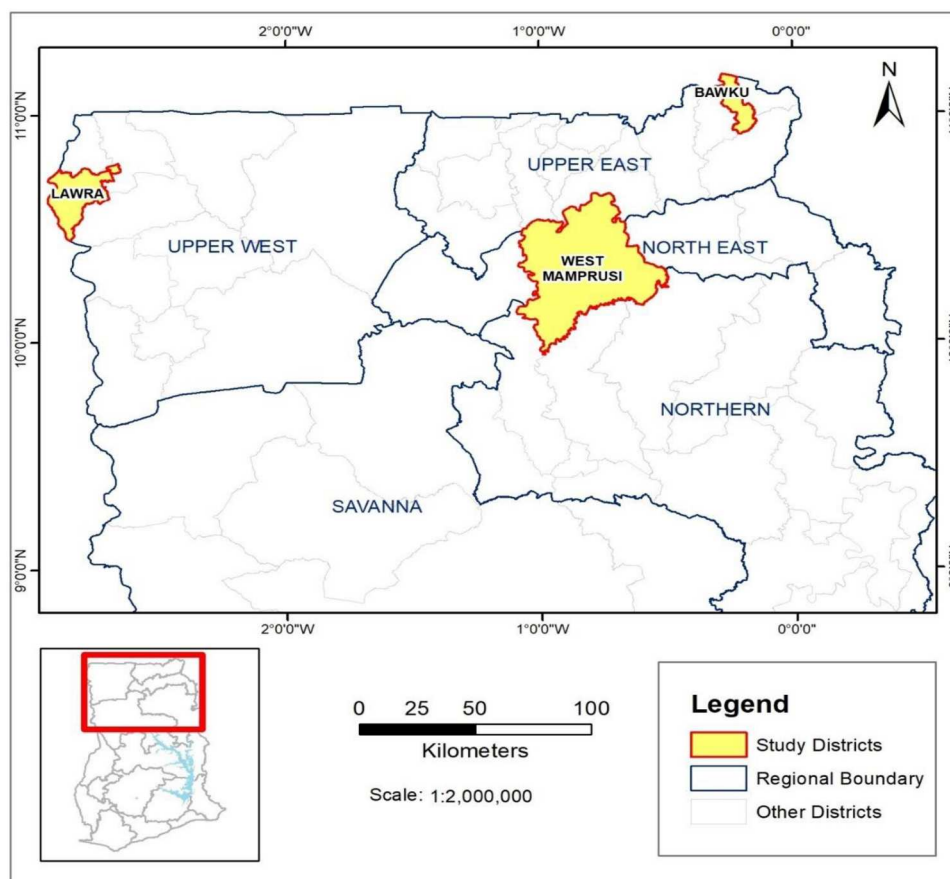 2°0'0"W 1°0'0"W 0°0'0"
N
BAWKU
11°0'0"N
UPPER EAST
LAWRA
UPPER WEST
NORTH EAST
WEST
MAMPRUSI
10°0'0"N
NORTHERN
SAVANNA
9°0'0"N
2°0'0"W 1°0'0"W 0°0'0"
0 25 50 100
Kilometers
Scale: 1:2,000,000
Legend
Study Districts
Regional Boundary
Other Districts